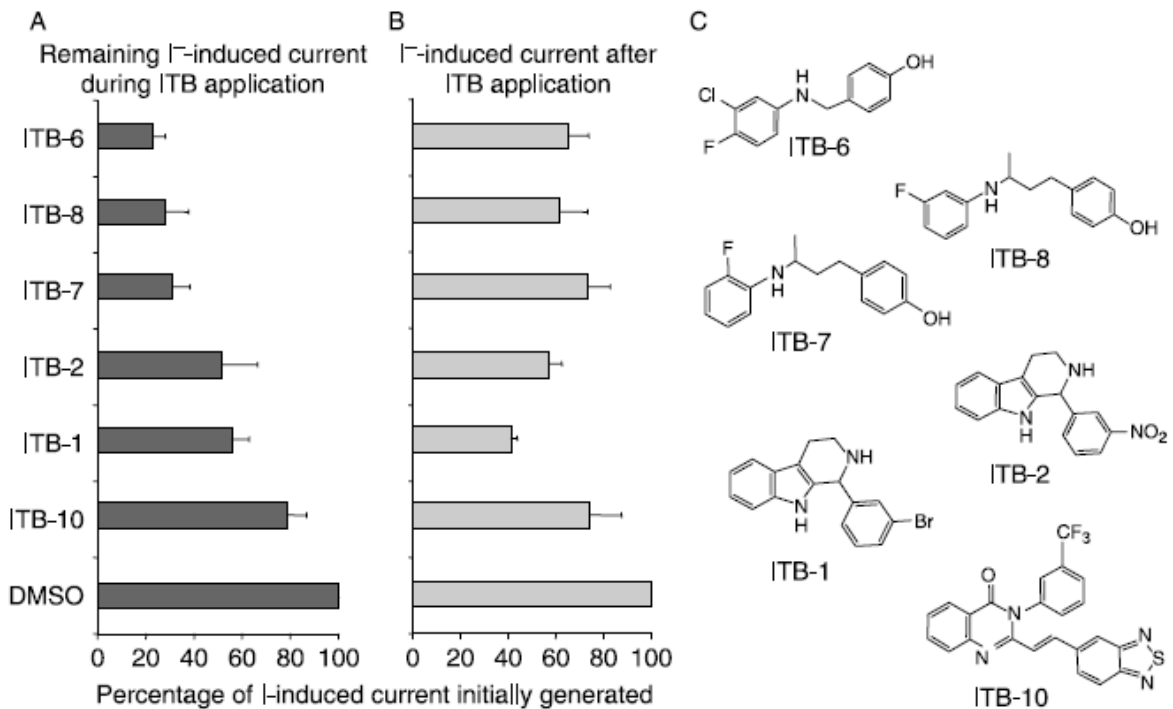 A
Remaining I⁻-induced current
during ITB application
ITB-6
ITB-8
ITB-7
ITB-2
ITB-1
ITB-10
DMSO
0 20 40 60 80 100
B
I⁻-induced current after
ITB application
0 20 40 60 80 100
Percentage of I-induced current initially generated
C
Cl
F
H
N
OH
ITB-6
F
N
H
OH
ITB-8
F
N
H
OH
ITB-7
NH
N
H
NO₂
ITB-2
NH
N
H
Br
ITB-1
CF₃
O
N
N
N
S
N
ITB-10